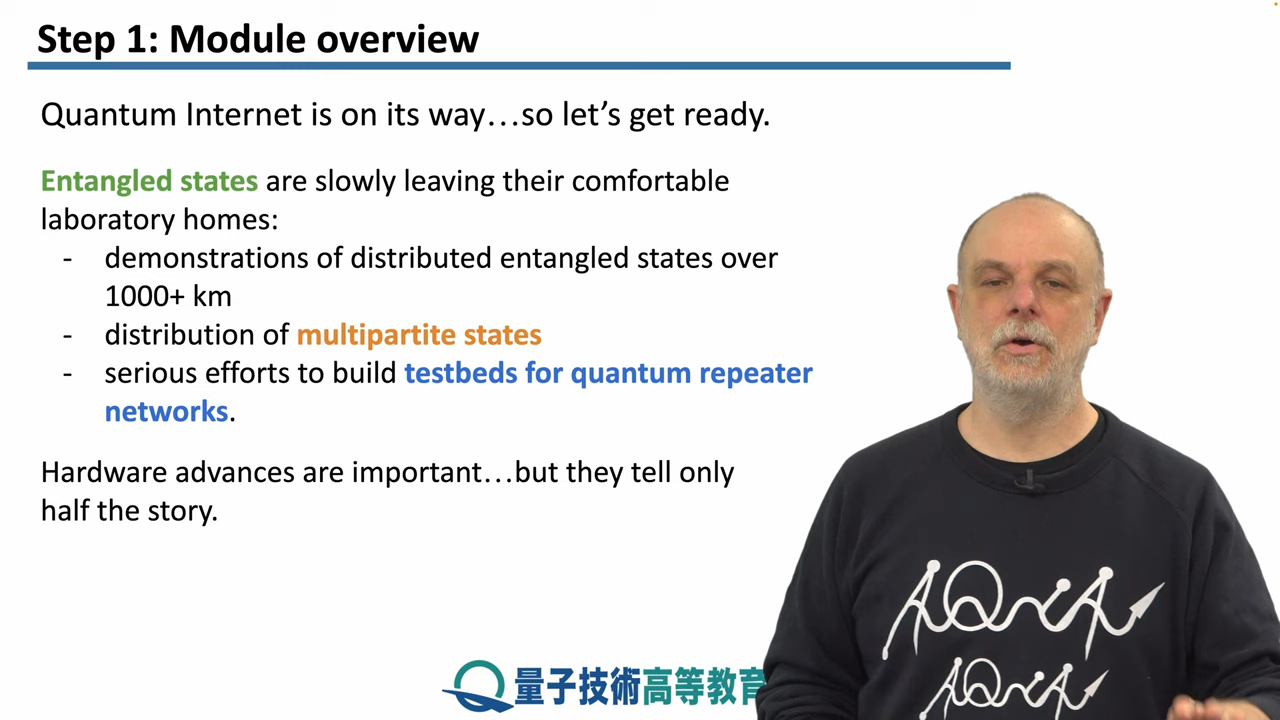 Step 1: Module overview
Quantum Internet is on its way…so let’s get ready.
Entangled states are slowly leaving their comfortable
laboratory homes:
- demonstrations of distributed entangled states over
1000+ km
- distribution of multipartite states
- serious efforts to build testbeds for quantum repeater
networks.
Hardware advances are important…but they tell only
half the story.
量子技術高等教育